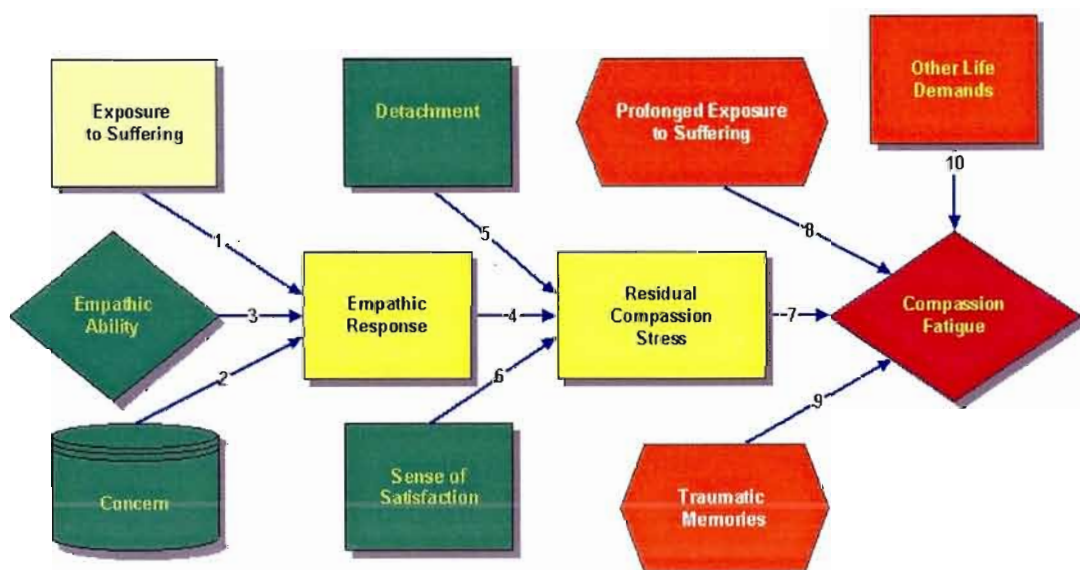 Exposure
to Suffering
Detachment
Prolonged Exposure
to Suffering
Other Life
Demands
10
1
5
8
Empathic
Ability
3
Empathic
Response
4
Residual
Compassion
Stress
7
Compassion
Fatigue
2
6
9
Concern
Sense of
Satisfaction
Traumatic
Memories